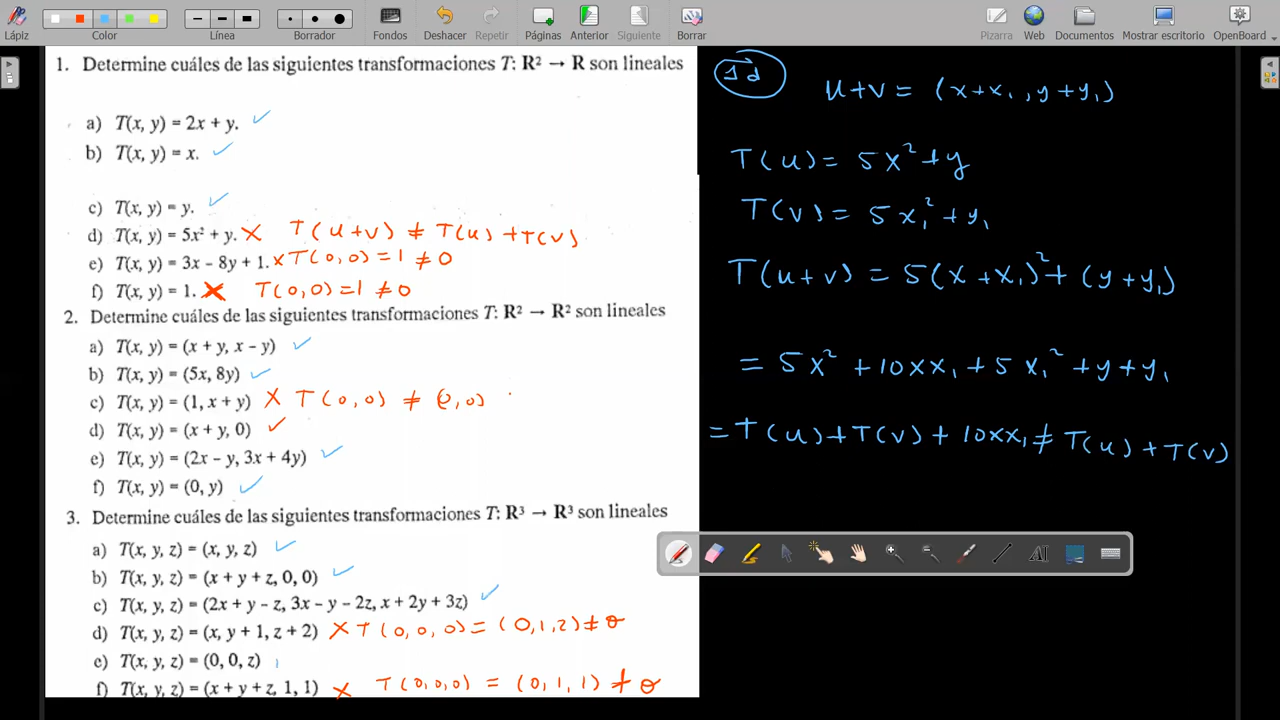 Lápiz Color Línea Borrador Fondos Deshacer Repetir Páginas Anterior Siguiente Borrar Pizarra Web Documentos Mostrar escritorio OpenBoard
1. Determine cuáles de las siguientes transformaciones T: R² → R son lineales
a) T(x, y) = 2x + y. ✓
b) T(x, y) = x. ✓
c) T(x, y) = y. ✓
d) T(x, y) = 5x² + y. X T(u+v) ≠ T(u)+T(v)
e) T(x, y) = 3x − 8y + 1. x T(0,0)=1 ≠0
f) T(x, y) = 1. X T(0,0)=1 ≠0
2. Determine cuáles de las siguientes transformaciones T: R² → R² son lineales
a) T(x, y) = (x + y, x − y) ✓
b) T(x, y) = (5x, 8y) ✓
c) T(x, y) = (1, x + y) X T(0,0) ≠ (0,0)
d) T(x, y) = (x + y, 0) ✓
e) T(x, y) = (2x − y, 3x + 4y) ✓
f) T(x, y) = (0, y) ✓
3. Determine cuáles de las siguientes transformaciones T: R³ → R³ son lineales
a) T(x, y, z) = (x, y, z) ✓
b) T(x, y, z) = (x + y + z, 0, 0) ✓
c) T(x, y, z) = (2x + y − z, 3x − y − 2z, x + 2y + 3z) ✓
d) T(x, y, z) = (x, y + 1, z + 2) X T(0,0,0) = (0,1,2) ≠ θ
e) T(x, y, z) = (0, 0, z)
f) T(x, y, z) = (x + y + z, 1, 1) X T(0,0,0) = (0,1,1) ≠ θ
1d
u+v = (x+x₁, y+y₁)
T(u) = 5x²+y
T(v) = 5x₁²+y₁
T(u+v) = 5(x+x₁)²+(y+y₁)
= 5x² +10xx₁ +5x₁² +y+y₁
= T(u)+T(v)+10xx₁ ≠ T(u)+T(v)
AI